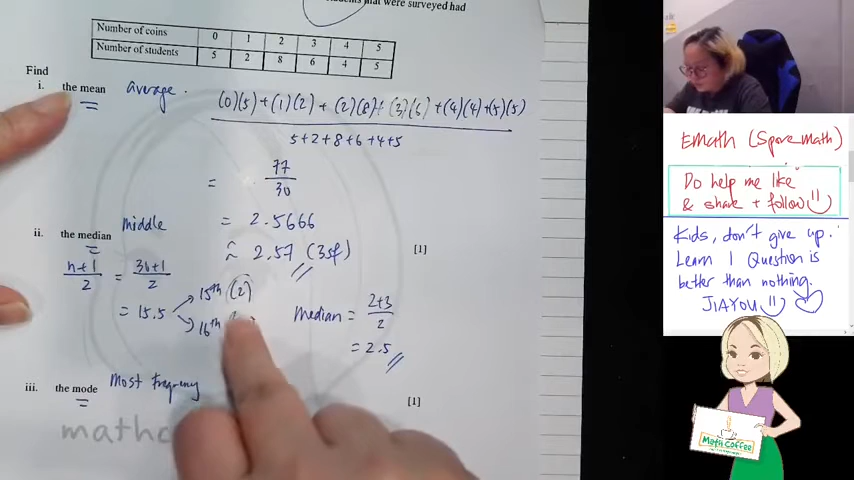 students that were surveyed had
Number of coins 0 1 2 3 4 5
Number of students 5 2 8 6 4 5
Find
i. the mean average.
(0)(5)+(1)(2)+(2)(8)+(3)(6)+(4)(4)+(5)(5)
5+2+8+6+4+5
= 77
30
= 2.5666
≈ 2.57 (3sf)
[1]
ii. the median middle
n+1 = 30+1
2 2
= 15.5
15th (2)
16th
median = 2+3
2
= 2.5
iii. the mode Most frequency
[1]
mathc
EMath (Spore math)
Do help me like
& share + follow
Kids, don't give up.
Learn 1 Question is
better than nothing.
JIAYOU
Math Coffee